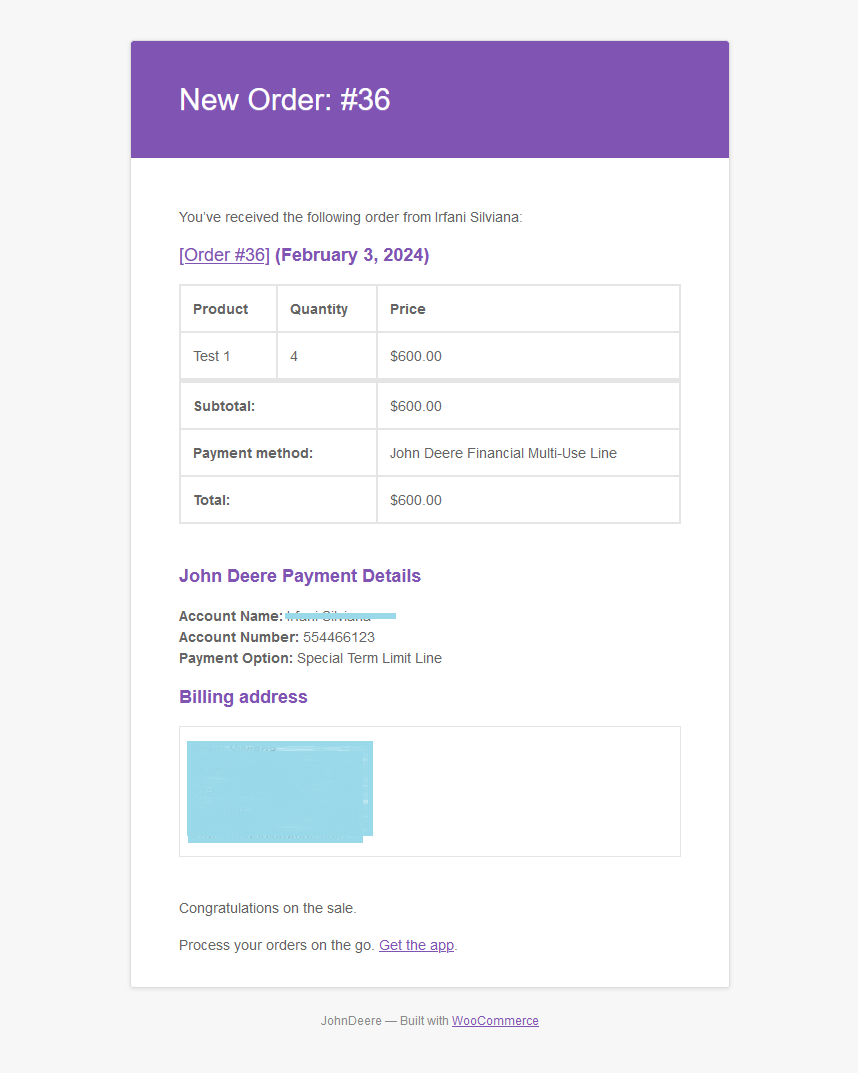 New Order: #36
You've received the following order from Irfani Silviana:
[Order #36] (February 3, 2024)
Product Quantity Price
Test 1 4 $600.00
Subtotal: $600.00
Payment method: John Deere Financial Multi-Use Line
Total: $600.00
John Deere Payment Details
Account Name:
Account Number: 554466123
Payment Option: Special Term Limit Line
Billing address
Congratulations on the sale.
Process your orders on the go. Get the app.
JohnDeere — Built with WooCommerce